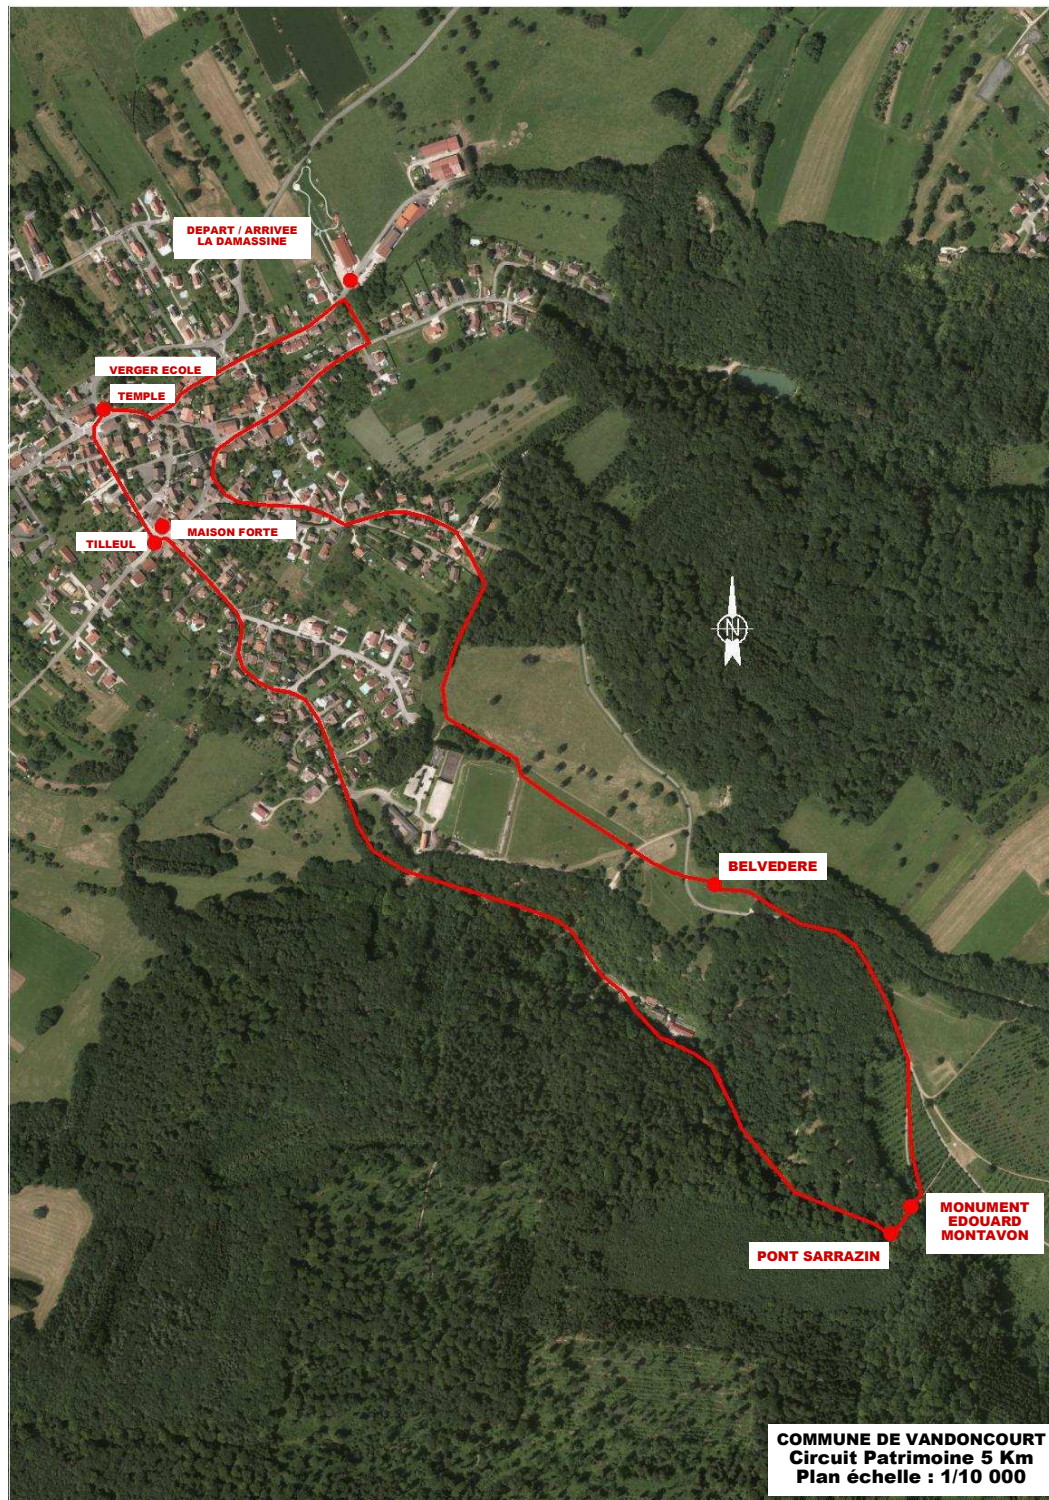 DEPART / ARRIVEE
LA DAMASSINE
VERGER ECOLE
TEMPLE
MAISON FORTE
TILLEUL
N
BELVEDERE
MONUMENT
EDOUARD
MONTAVON
PONT SARRAZIN
COMMUNE DE VANDONCOURT
Circuit Patrimoine 5 Km
Plan échelle : 1/10 000